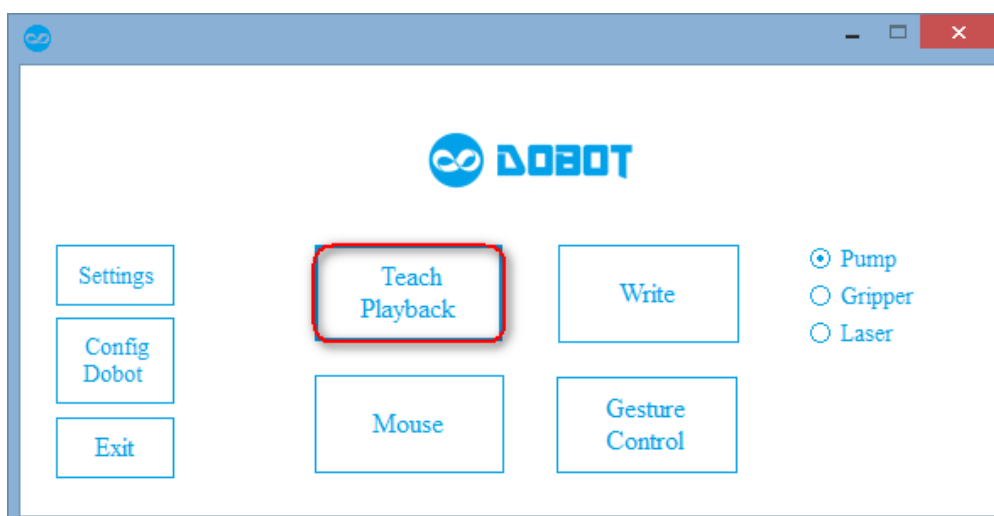 DOBOT
Settings
Config
Dobot
Exit
Teach
Playback
Write
Mouse
Gesture
Control
Pump
Gripper
Laser